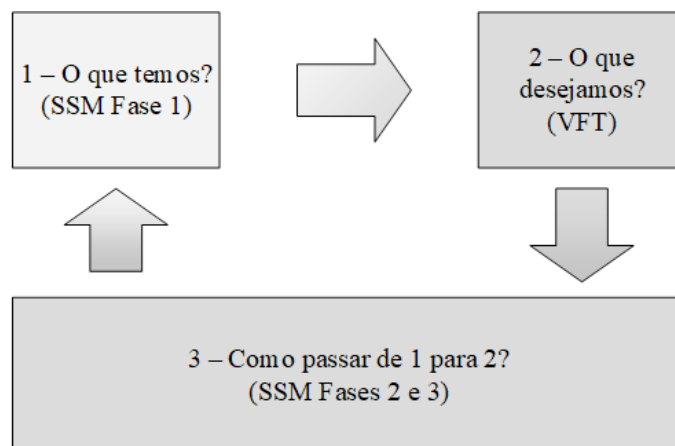 1 – O que temos?
(SSM Fase 1)
2 – O que
desejamos?
(VFT)
3 – Como passar de 1 para 2?
(SSM Fases 2 e 3)